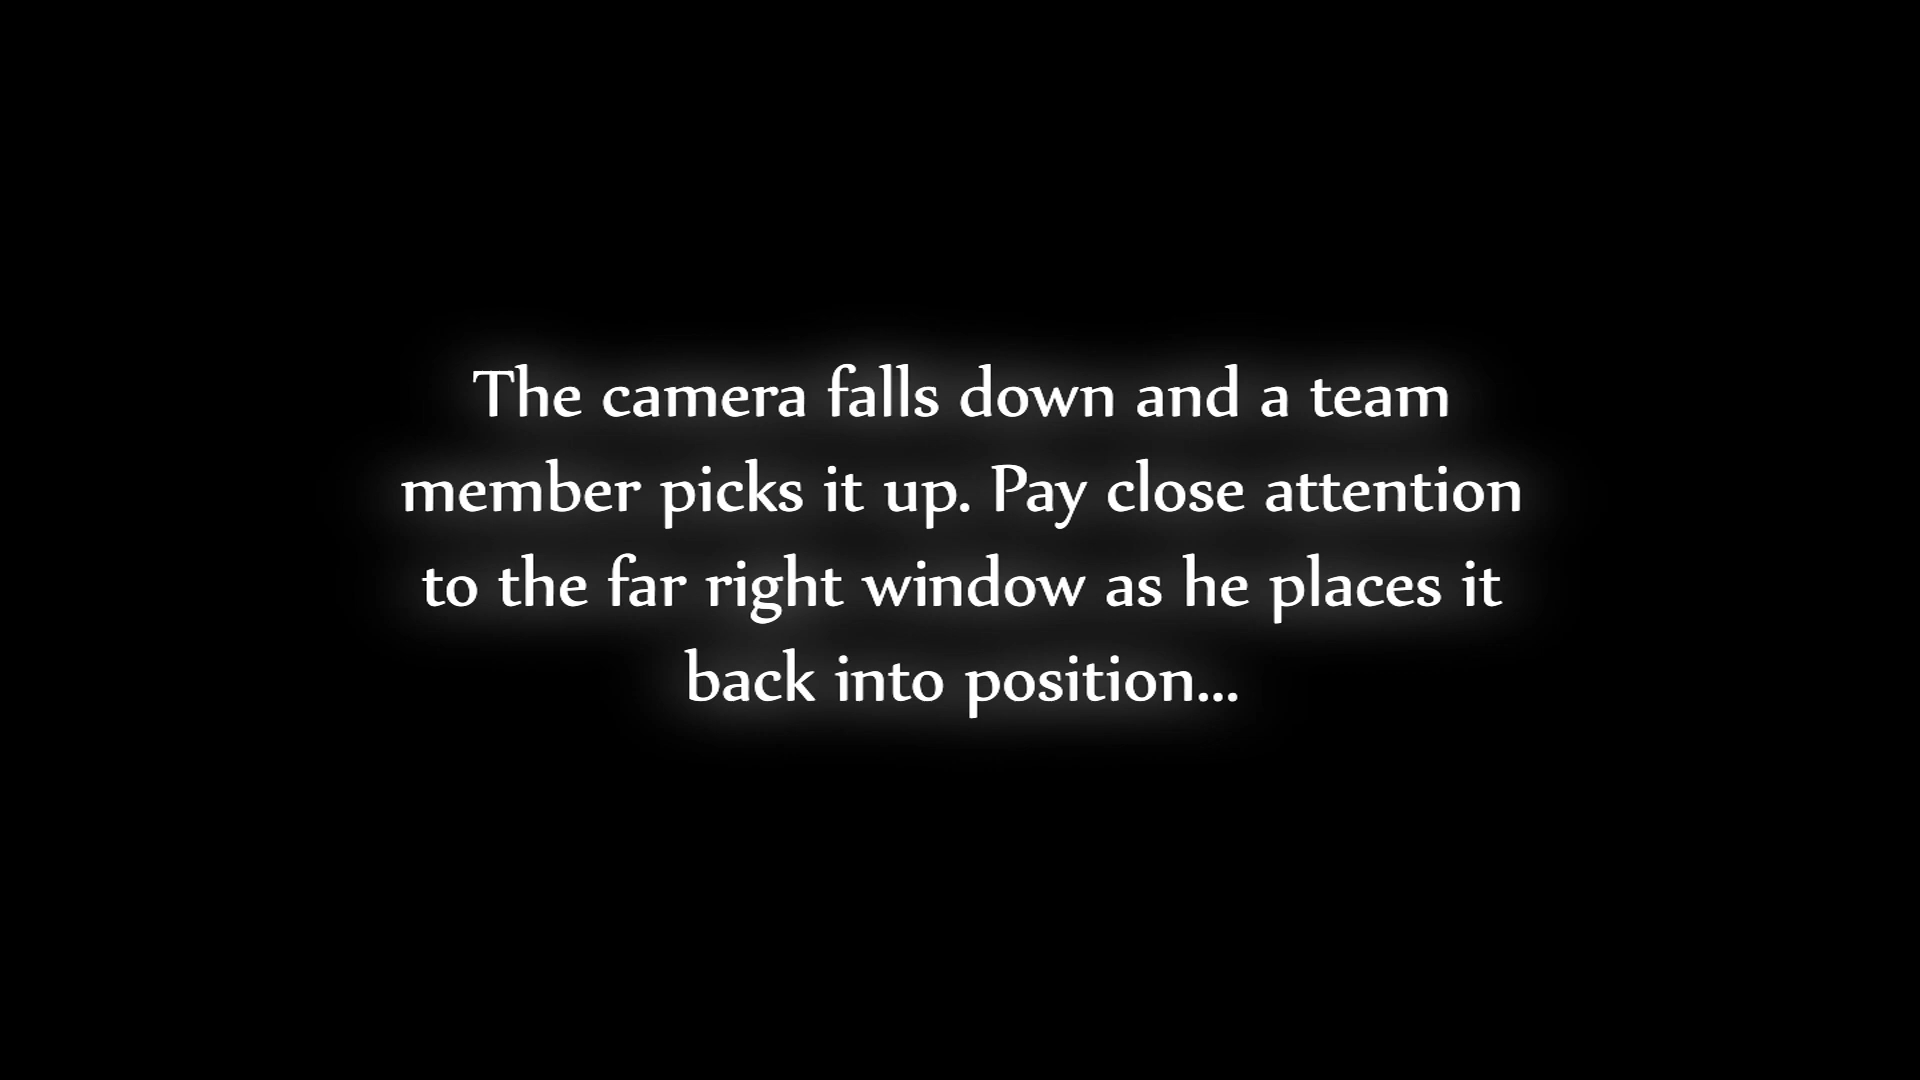 The camera falls down and a team
member picks it up. Pay close attention
to the far right window as he places it
back into position...